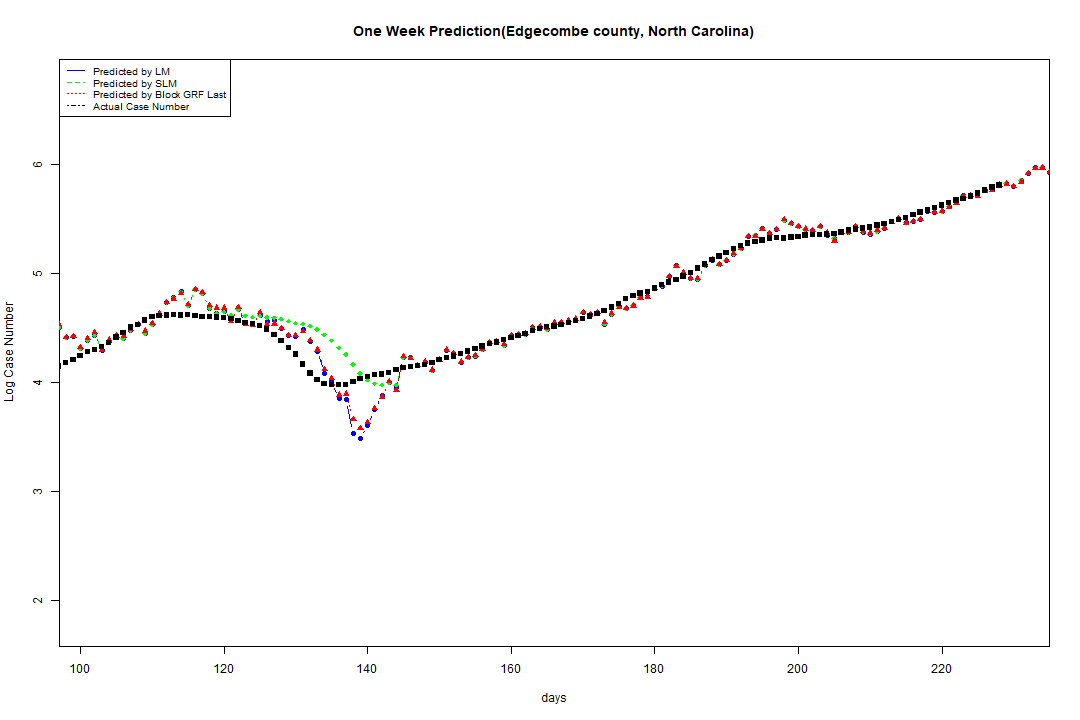 One Week Prediction(Edgecombe county, North Carolina)
Predicted by LM
Predicted by SLM
Predicted by Block GRF Last
Actual Case Number
6
5
4
3
2
Log Case Number
100 120 140 160 180 200 220
days